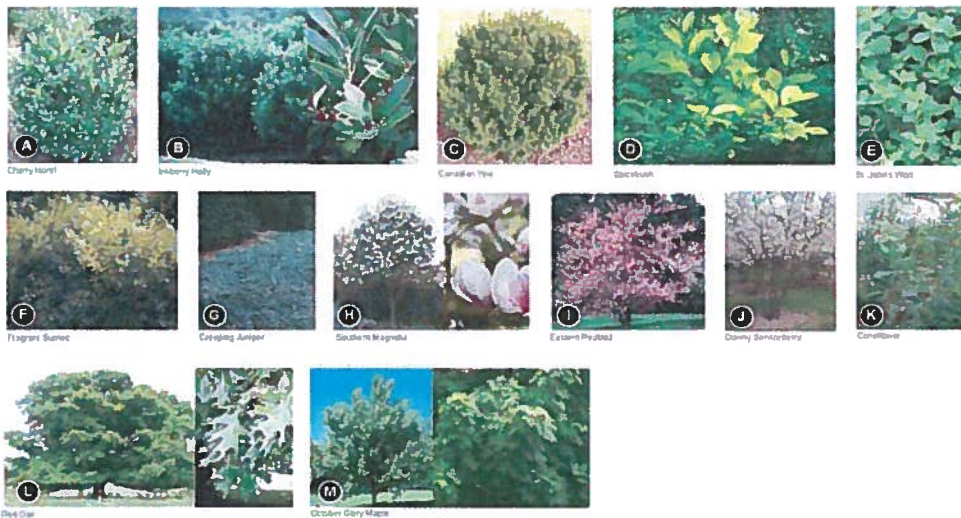 A
Cherry laurel
B
Inkberry Holly
C
Canadian Yew
D
Spicebush
E
St. John's Wort
F
Fragrant Sumac
G
Creeping Juniper
H
Southern Magnolia
I
Eastern Redbud
J
Downy Serviceberry
K
L
Red Oak
M
October Glory Maple